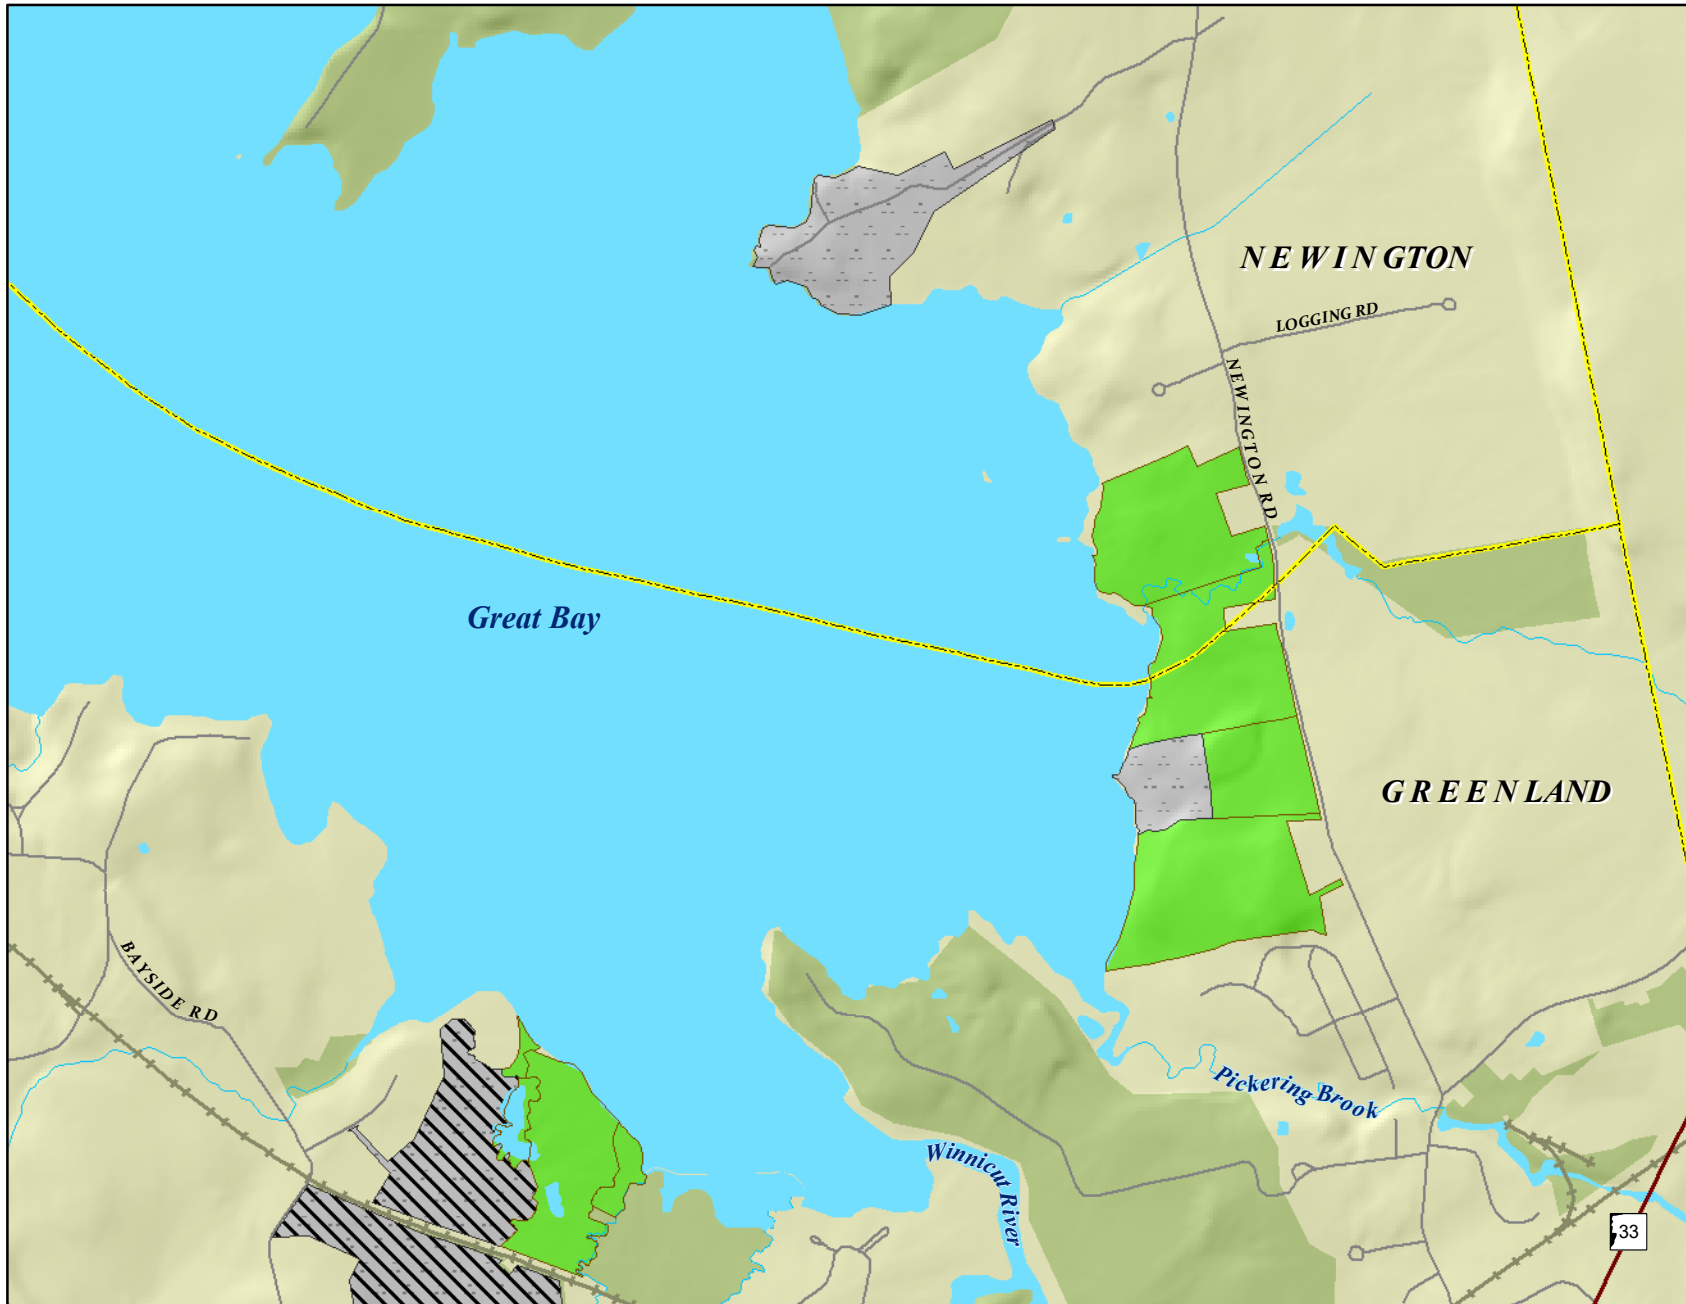 NEWINGTON
LOGGING RD
NEWINGTON RD
Great Bay
GREENLAND
BAYSIDE RD
Pickering Brook
Winnicut River
33